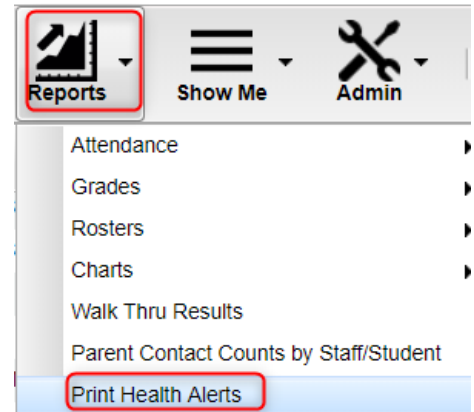 Reports Show Me Admin
Attendance
Grades
Rosters
Charts
Walk Thru Results
Parent Contact Counts by Staff/Student
Print Health Alerts